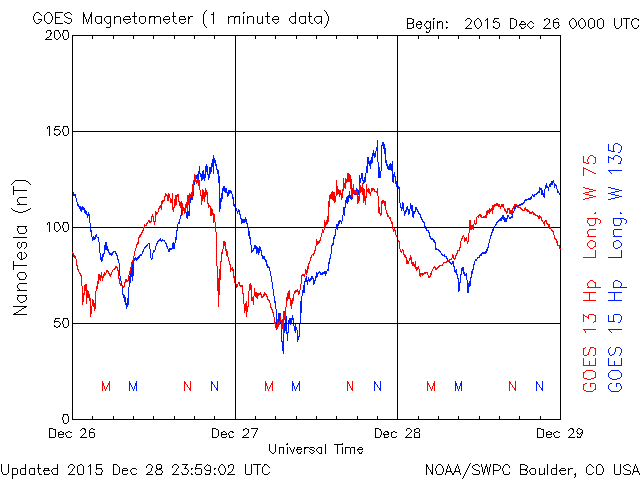 GOES Magnetometer (1 minute data)
Begin: 2015 Dec 26 0000 UTC
200
150
100
50
0
NanoTesla (nT)
M M N N M M N N M M N N
Dec 26 Dec 27 Dec 28 Dec 29
Universal Time
GOES 13 Hp Long. W 75
GOES 15 Hp Long. W 135
Updated 2015 Dec 28 23:59:02 UTC
NOAA/SWPC Boulder, CO USA